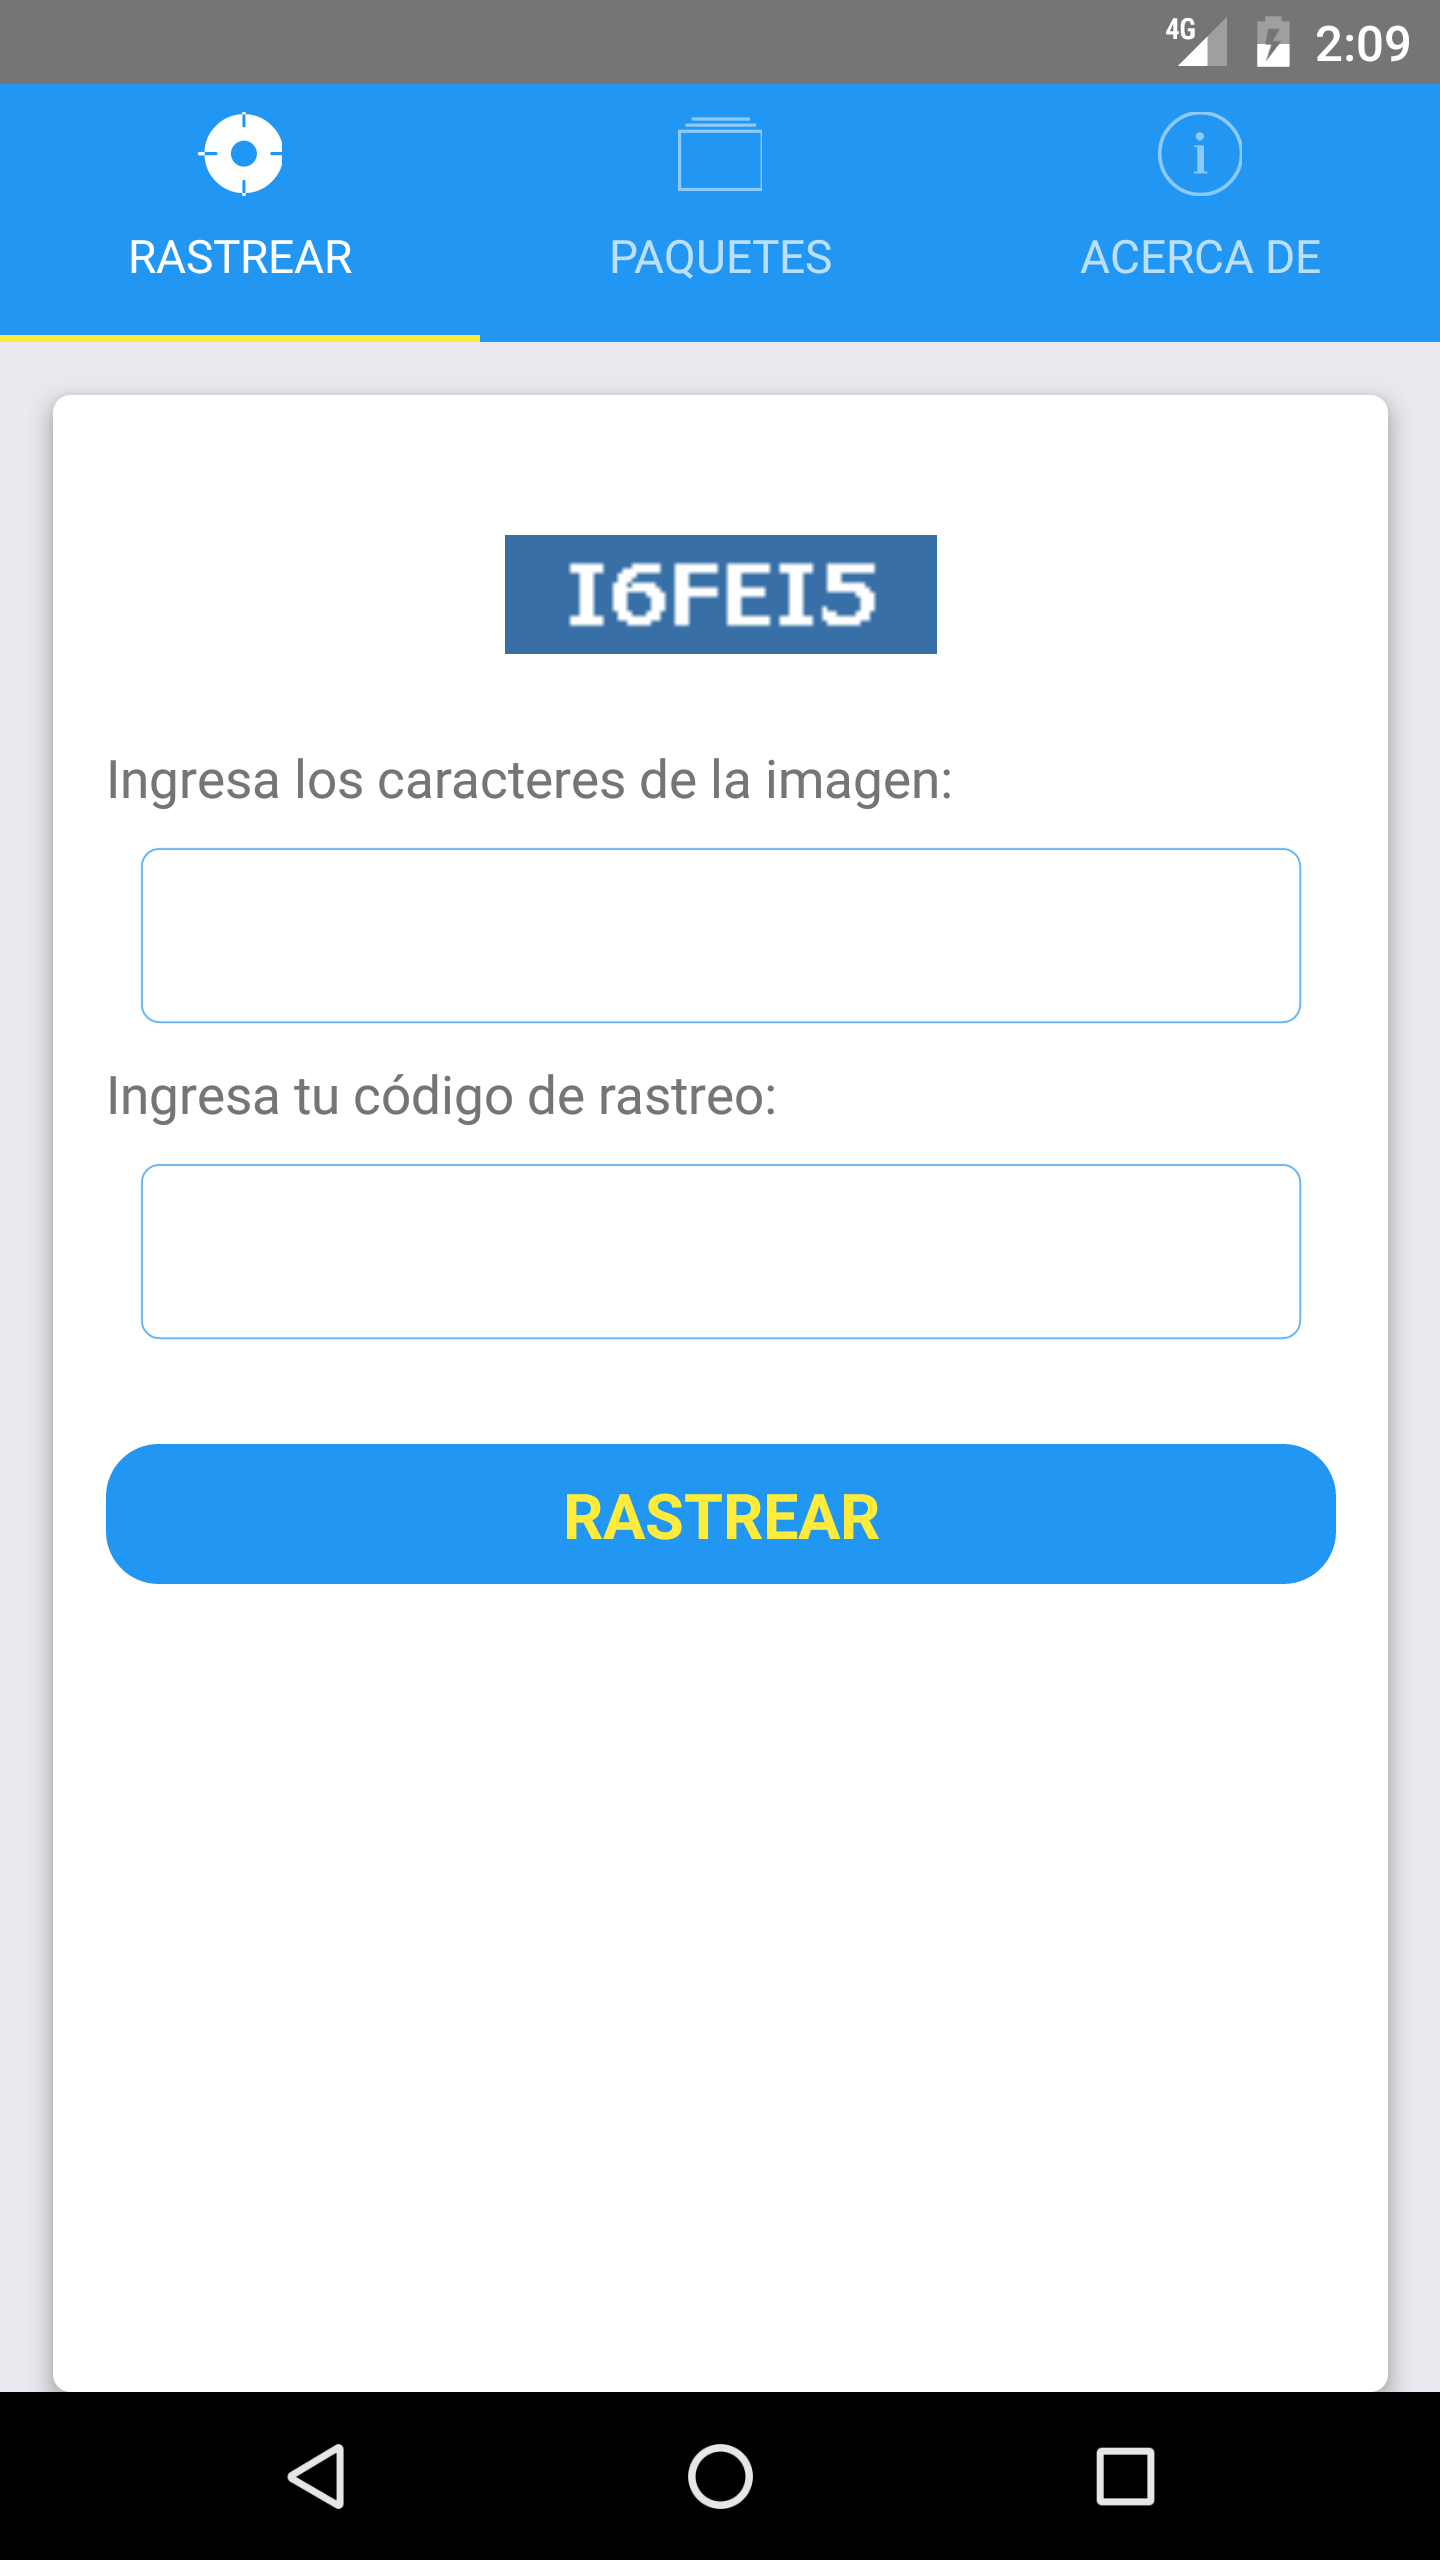 4G 2:09
RASTREAR PAQUETES ACERCA DE
I6FEI5
Ingresa los caracteres de la imagen:
Ingresa tu código de rastreo:
RASTREAR